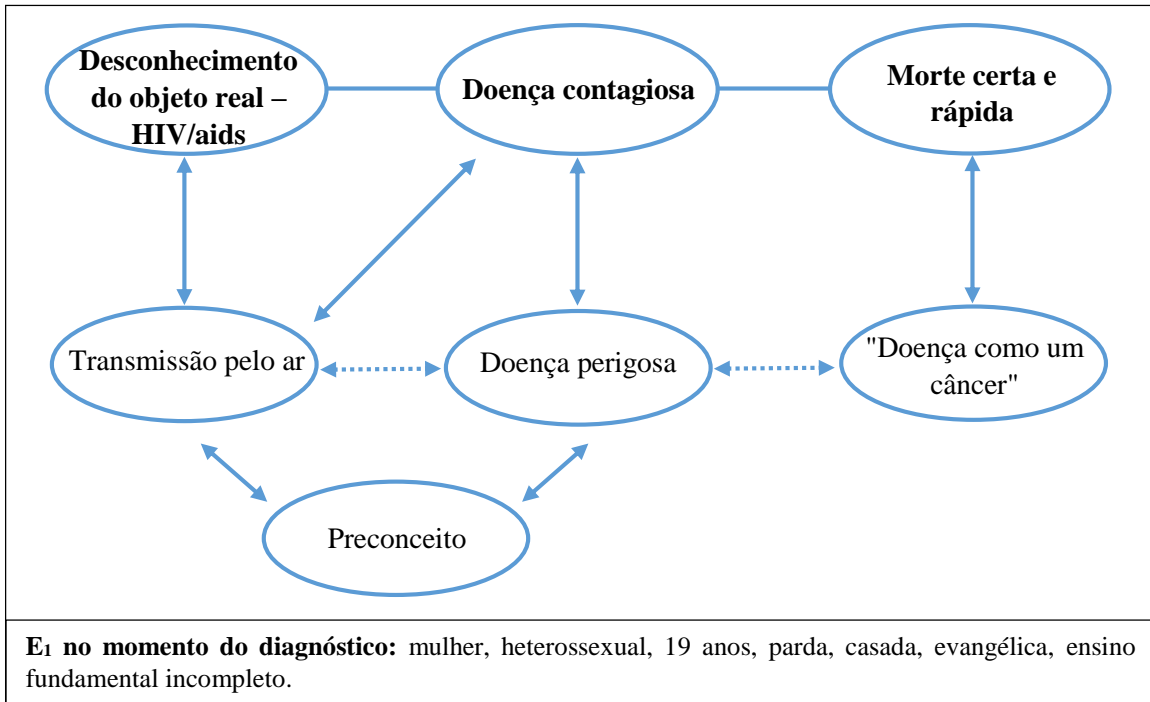 Desconhecimento
do objeto real –
HIV/aids
Doença contagiosa
Morte certa e
rápida
Transmissão pelo ar
Doença perigosa
"Doença como um
câncer"
Preconceito
E₁ no momento do diagnóstico: mulher, heterossexual, 19 anos, parda, casada, evangélica, ensino
fundamental incompleto.